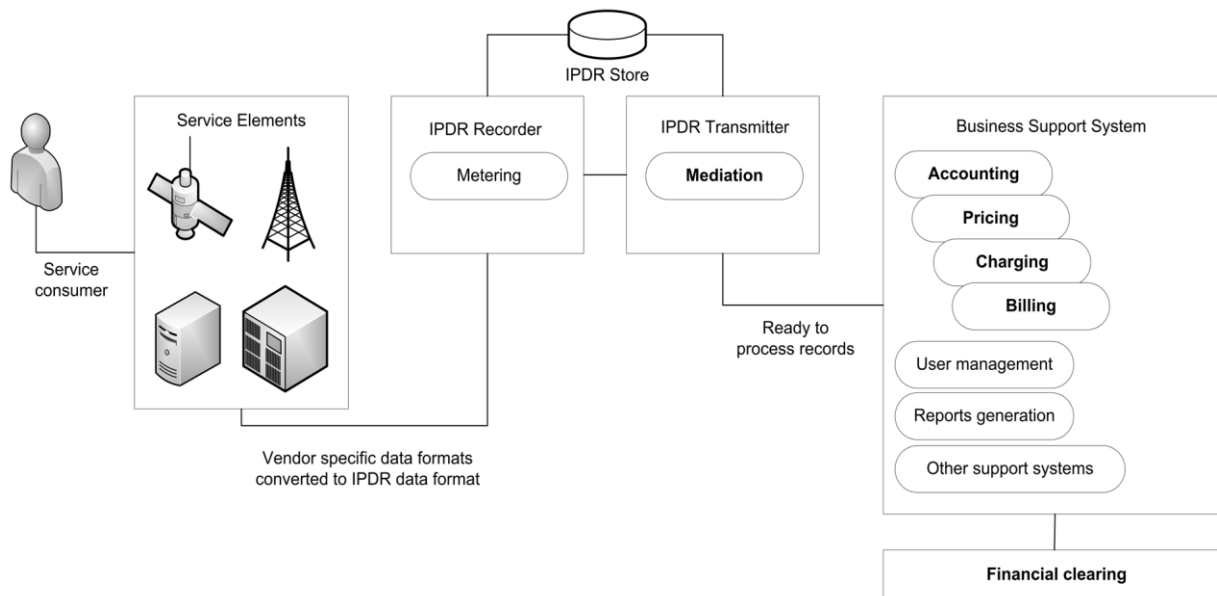 IPDR Store
Service Elements
IPDR Recorder
IPDR Transmitter
Business Support System
Metering
Mediation
Accounting
Pricing
Charging
Billing
Service
consumer
Ready to
process records
User management
Reports generation
Other support systems
Vendor specific data formats
converted to IPDR data format
Financial clearing